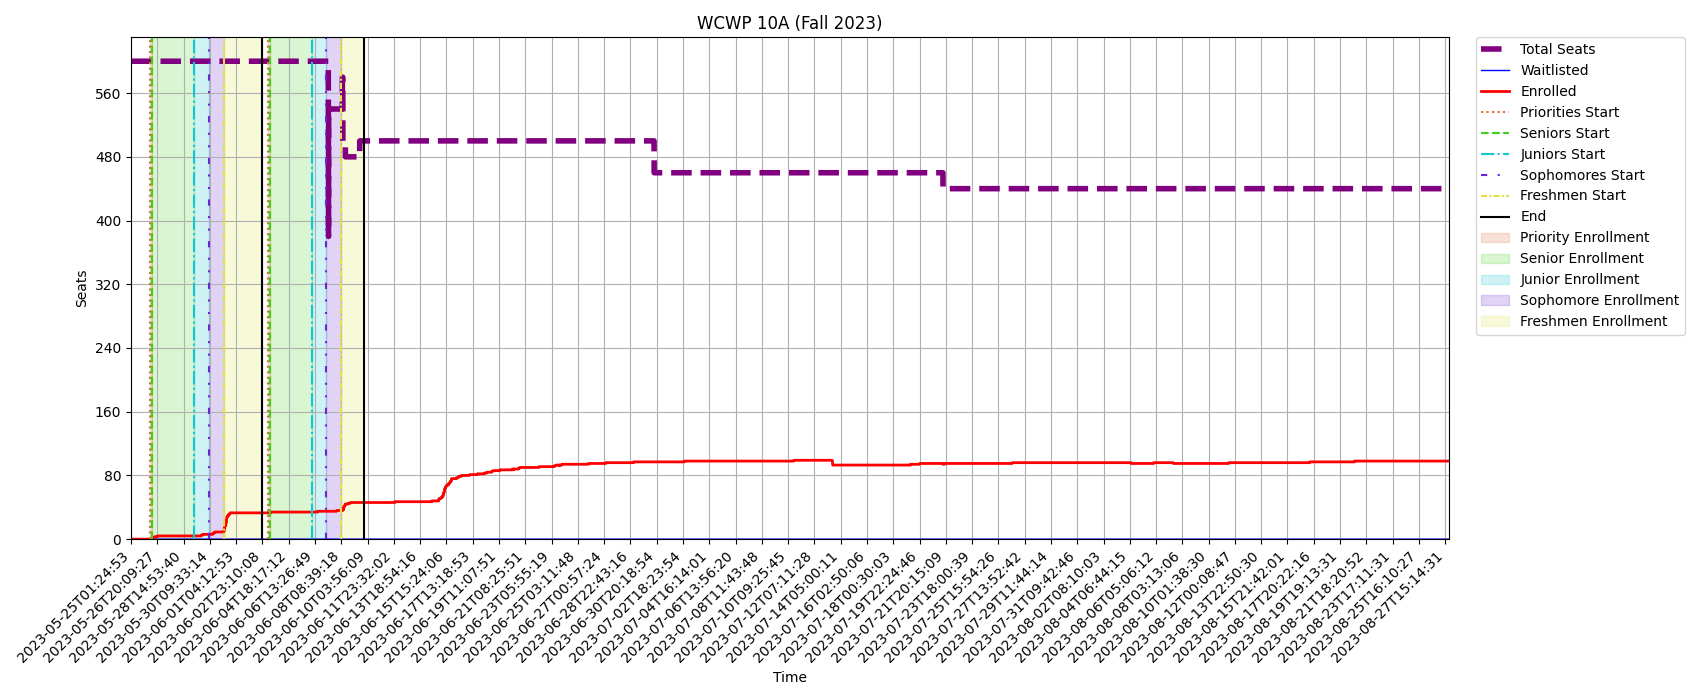 WCWP 10A (Fall 2023)
Seats
560
480
400
320
240
160
80
0
2023-05-25T01:24:53
2023-05-26T20:09:27
2023-05-28T14:53:40
2023-05-30T09:33:14
2023-06-01T04:12:53
2023-06-02T23:10:08
2023-06-04T18:17:12
2023-06-06T13:26:49
2023-06-08T08:39:18
2023-06-10T03:56:09
2023-06-11T23:32:02
2023-06-13T18:54:16
2023-06-15T15:24:06
2023-06-17T13:18:53
2023-06-19T11:07:51
2023-06-21T08:25:51
2023-06-23T05:55:19
2023-06-25T03:11:48
2023-06-27T00:57:24
2023-06-28T22:43:16
2023-06-30T20:18:54
2023-07-02T18:23:54
2023-07-04T16:14:01
2023-07-06T13:56:20
2023-07-08T11:43:48
2023-07-10T09:25:45
2023-07-12T07:11:28
2023-07-14T05:00:11
2023-07-16T02:50:06
2023-07-18T00:30:03
2023-07-19T22:24:46
2023-07-21T20:15:09
2023-07-23T18:00:39
2023-07-25T15:54:26
2023-07-27T13:52:42
2023-07-29T11:44:14
2023-07-31T09:42:46
2023-08-02T08:10:03
2023-08-04T06:44:15
2023-08-06T05:06:12
2023-08-08T03:13:06
2023-08-10T01:38:30
2023-08-12T00:08:47
2023-08-13T22:50:30
2023-08-15T21:42:01
2023-08-17T20:22:16
2023-08-19T19:13:31
2023-08-21T18:20:52
2023-08-23T17:11:31
2023-08-25T16:10:27
2023-08-27T15:14:31
Time
Total Seats
Waitlisted
Enrolled
Priorities Start
Seniors Start
Juniors Start
Sophomores Start
Freshmen Start
End
Priority Enrollment
Senior Enrollment
Junior Enrollment
Sophomore Enrollment
Freshmen Enrollment